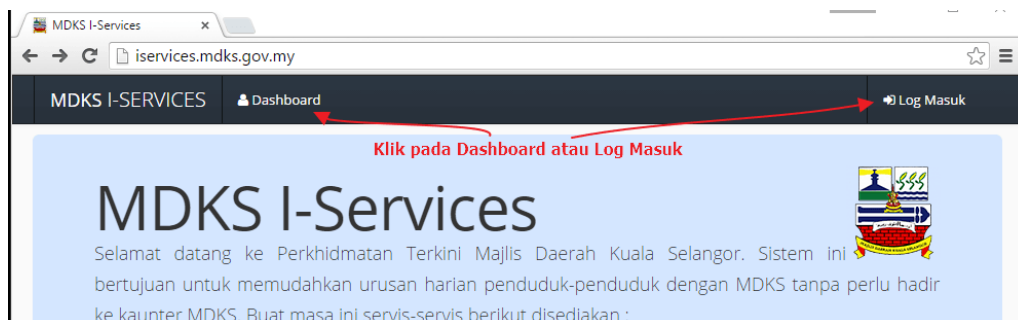 MDKS I-Services
iservices.mdks.gov.my
MDKS I-SERVICES Dashboard Log Masuk
Klik pada Dashboard atau Log Masuk
MDKS I-Services
Selamat datang ke Perkhidmatan Terkini Majlis Daerah Kuala Selangor. Sistem ini
bertujuan untuk memudahkan urusan harian penduduk-penduduk dengan MDKS tanpa perlu hadir
ke kaunter MDKS. Buat masa ini servis-servis berikut disediakan :